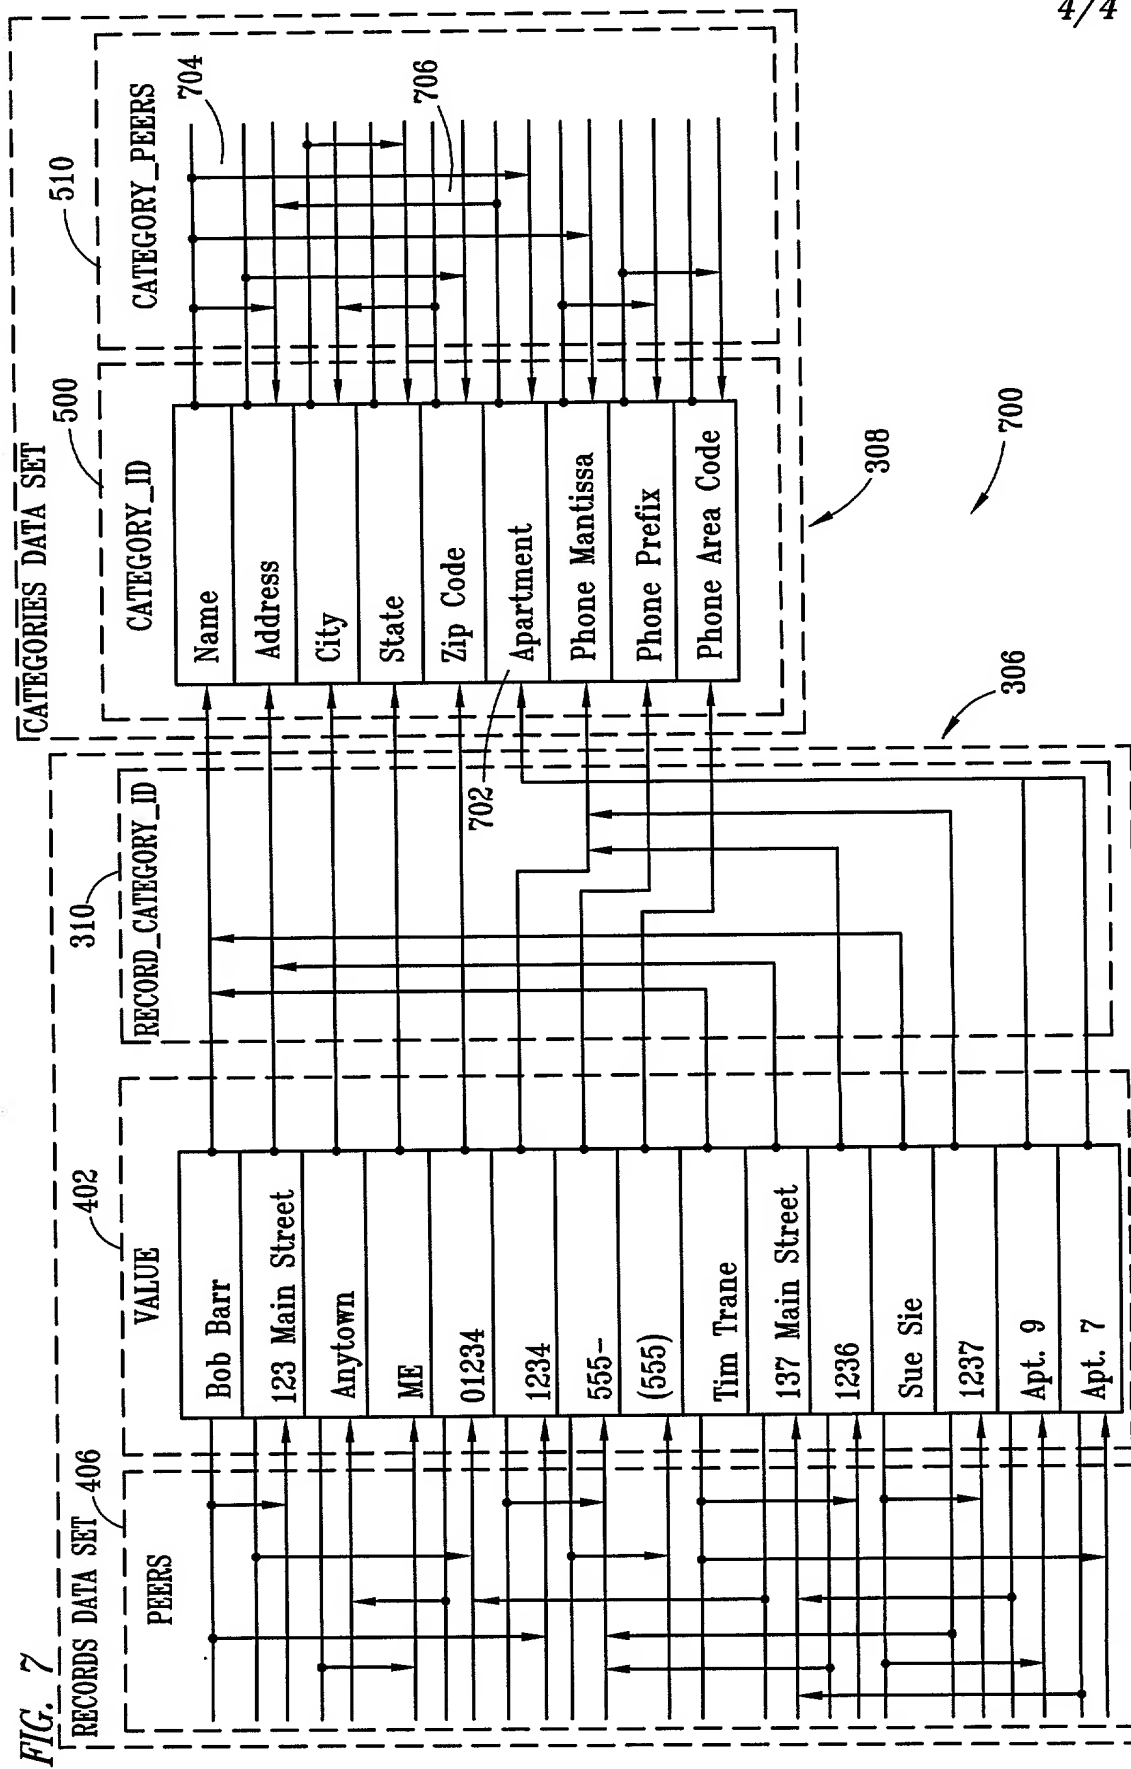 4/4
FIG. 7
RECORDS DATA SET
406
PEERS
402
VALUE
Bob Barr
123 Main Street
Anytown
ME
01234
1234
555-
(555)
Tim Trane
137 Main Street
1236
Sue Sie
1237
Apt. 9
Apt. 7
310
RECORD_CATEGORY_ID
306
CATEGORIES DATA SET
500
CATEGORY_ID
Name
Address
City
State
Zip Code
Apartment
Phone Mantissa
Phone Prefix
Phone Area Code
702
510
CATEGORY_PEERS
704
706
308
700